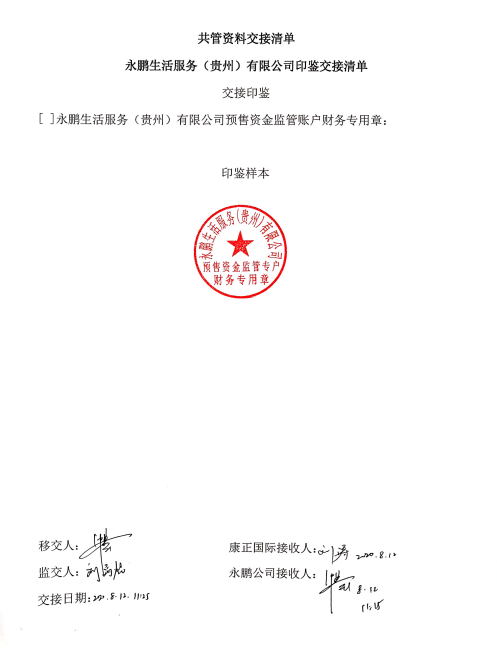 共管资料交接清单
永鹏生活服务（贵州）有限公司印鉴交接清单
交接印鉴
[ ]永鹏生活服务（贵州）有限公司预售资金监管账户财务专用章：
印鉴样本
永鹏生活服务(贵州)有限公司
预售资金监管专户
财务专用章
移交人：
康正国际接收人：刘涛 2020.8.12
监交人：刘
永鹏公司接收人：
8.12
11:25
交接日期：2020.8.12. 11:25